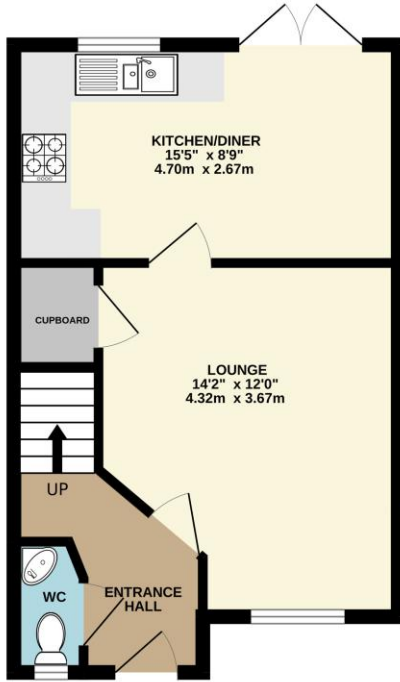 KITCHEN/DINER
15'5" x 8'9"
4.70m x 2.67m
CUPBOARD
LOUNGE
14'2" x 12'0"
4.32m x 3.67m
UP
WC
ENTRANCE
HALL